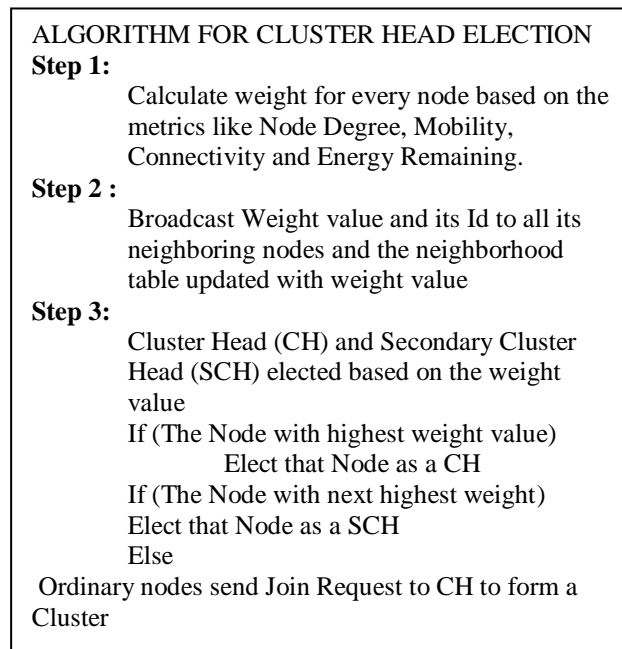 ALGORITHM FOR CLUSTER HEAD ELECTION
Step 1:
Calculate weight for every node based on the
metrics like Node Degree, Mobility,
Connectivity and Energy Remaining.
Step 2 :
Broadcast Weight value and its Id to all its
neighboring nodes and the neighborhood
table updated with weight value
Step 3:
Cluster Head (CH) and Secondary Cluster
Head (SCH) elected based on the weight
value
If (The Node with highest weight value)
Elect that Node as a CH
If (The Node with next highest weight)
Elect that Node as a SCH
Else
Ordinary nodes send Join Request to CH to form a
Cluster